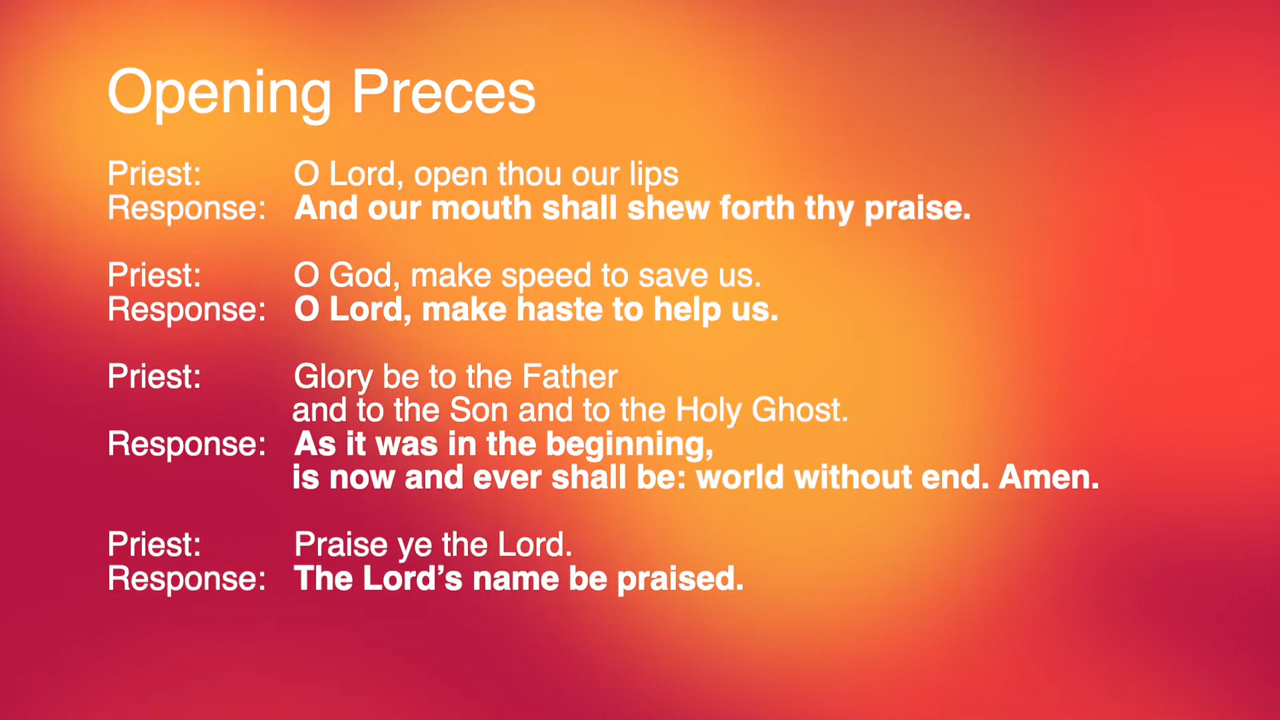 Opening Preces
Priest: O Lord, open thou our lips
Response: And our mouth shall shew forth thy praise.
Priest: O God, make speed to save us.
Response: O Lord, make haste to help us.
Priest: Glory be to the Father
and to the Son and to the Holy Ghost.
Response: As it was in the beginning,
is now and ever shall be: world without end. Amen.
Priest: Praise ye the Lord.
Response: The Lord’s name be praised.